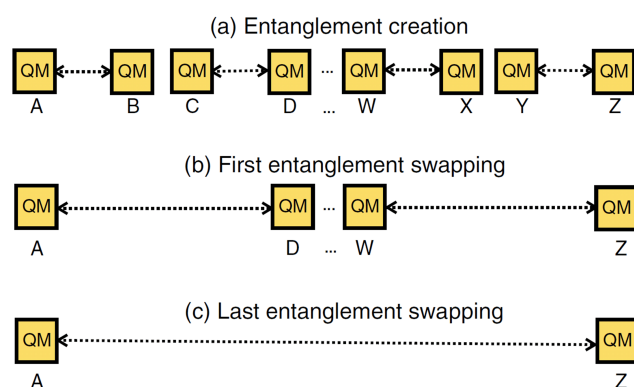 (a) Entanglement creation
QM QM QM QM ... QM QM QM QM
A B C D ... W X Y Z
(b) First entanglement swapping
QM QM ... QM QM
A D ... W Z
(c) Last entanglement swapping
QM QM
A Z